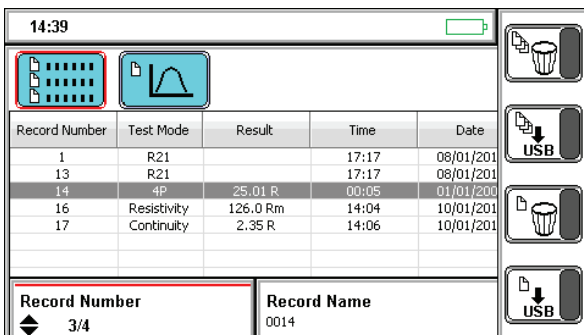 14:39
Record Number Test Mode Result Time Date
1 R21 17:17 08/01/201
13 R21 17:17 08/01/201
14 4P 25.01 R 00:05 01/01/200
16 Resistivity 126.0 Rm 14:04 10/01/201
17 Continuity 2.35 R 14:06 10/01/201
Record Number
3/4
Record Name
0014
USB
USB